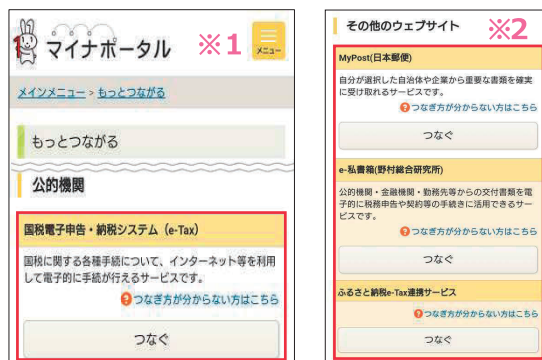 マイナポータル
※1
メニュー
メインメニュー > もっとつながる
もっとつながる
公的機関
国税電子申告・納税システム（e-Tax）
国税に関する各種手続について、インターネット等を利用
して電子的に手続が行えるサービスです。
?つなぎ方が分からない方はこちら
つなぐ
その他のウェブサイト
※2
MyPost(日本郵便)
自分が選択した自治体や企業から重要な書類を確実
に受け取れるサービスです。
?つなぎ方が分からない方はこちら
つなぐ
e-私書箱(野村総合研究所)
公的機関・金融機関・勤務先等からの交付書類を電
子的に税務申告や契約等の手続きに活用できるサー
ビスです。
?つなぎ方が分からない方はこちら
つなぐ
ふるさと納税e-Tax連携サービス
?つなぎ方が分からない方はこちら
つなぐ